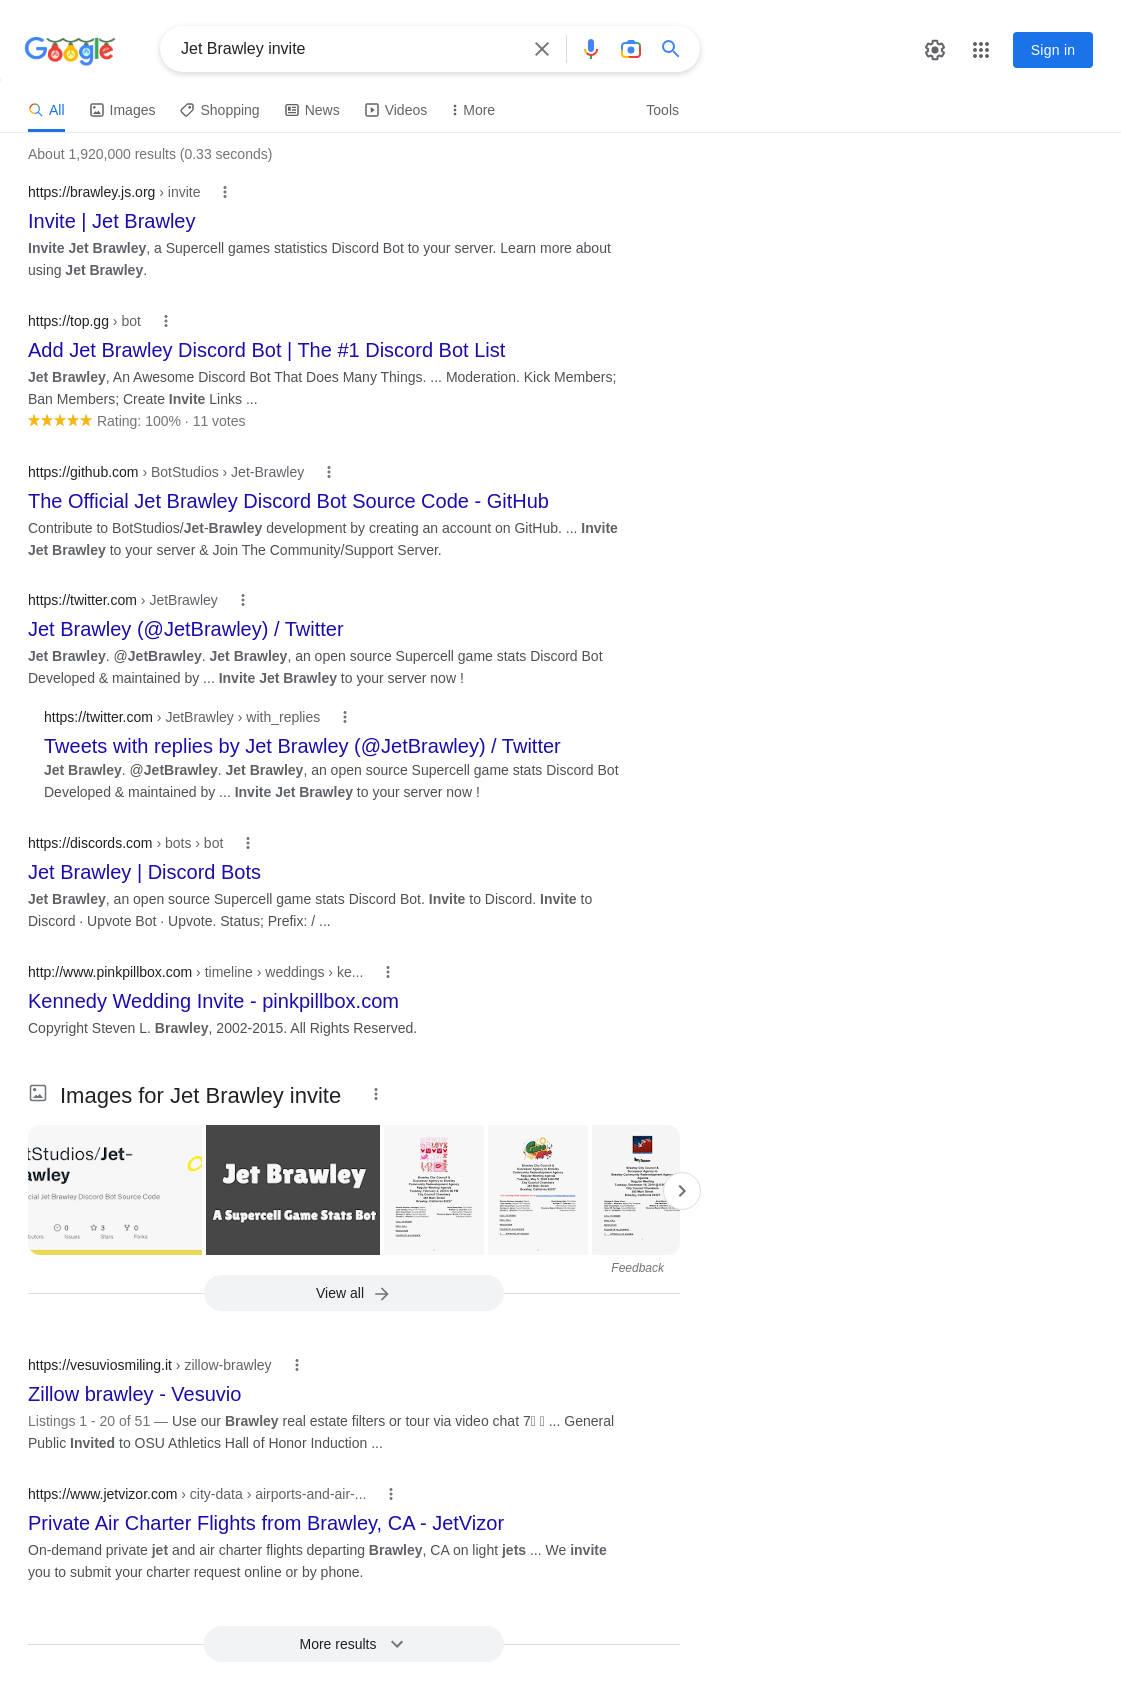 Google
Jet Brawley invite
Sign in
All
Images
Shopping
News
Videos
More
Tools
About 1,920,000 results (0.33 seconds)
https://brawley.js.org › invite
Invite | Jet Brawley
Invite Jet Brawley, a Supercell games statistics Discord Bot to your server. Learn more about
using Jet Brawley.
https://top.gg › bot
Add Jet Brawley Discord Bot | The #1 Discord Bot List
Jet Brawley, An Awesome Discord Bot That Does Many Things. ... Moderation. Kick Members;
Ban Members; Create Invite Links ...
Rating: 100% · 11 votes
https://github.com › BotStudios › Jet-Brawley
The Official Jet Brawley Discord Bot Source Code - GitHub
Contribute to BotStudios/Jet-Brawley development by creating an account on GitHub. ... Invite
Jet Brawley to your server & Join The Community/Support Server.
https://twitter.com › JetBrawley
Jet Brawley (@JetBrawley) / Twitter
Jet Brawley. @JetBrawley. Jet Brawley, an open source Supercell game stats Discord Bot
Developed & maintained by ... Invite Jet Brawley to your server now !
https://twitter.com › JetBrawley › with_replies
Tweets with replies by Jet Brawley (@JetBrawley) / Twitter
Jet Brawley. @JetBrawley. Jet Brawley, an open source Supercell game stats Discord Bot
Developed & maintained by ... Invite Jet Brawley to your server now !
https://discords.com › bots › bot
Jet Brawley | Discord Bots
Jet Brawley, an open source Supercell game stats Discord Bot. Invite to Discord. Invite to
Discord · Upvote Bot · Upvote. Status; Prefix: / ...
http://www.pinkpillbox.com › timeline › weddings › ke...
Kennedy Wedding Invite - pinkpillbox.com
Copyright Steven L. Brawley, 2002-2015. All Rights Reserved.
Images for Jet Brawley invite
tStudios/Jet-
awley
cial Jet Brawley Discord Bot Source Code
0
3
0
butors
Issues
Stars
Forks
Jet Brawley
A Supercell Game Stats Bot
Feedback
View all
https://vesuviosmiling.it › zillow-brawley
Zillow brawley - Vesuvio
Listings 1 - 20 of 51 — Use our Brawley real estate filters or tour via video chat 7 ... General
Public Invited to OSU Athletics Hall of Honor Induction ...
https://www.jetvizor.com › city-data › airports-and-air-...
Private Air Charter Flights from Brawley, CA - JetVizor
On-demand private jet and air charter flights departing Brawley, CA on light jets ... We invite
you to submit your charter request online or by phone.
More results